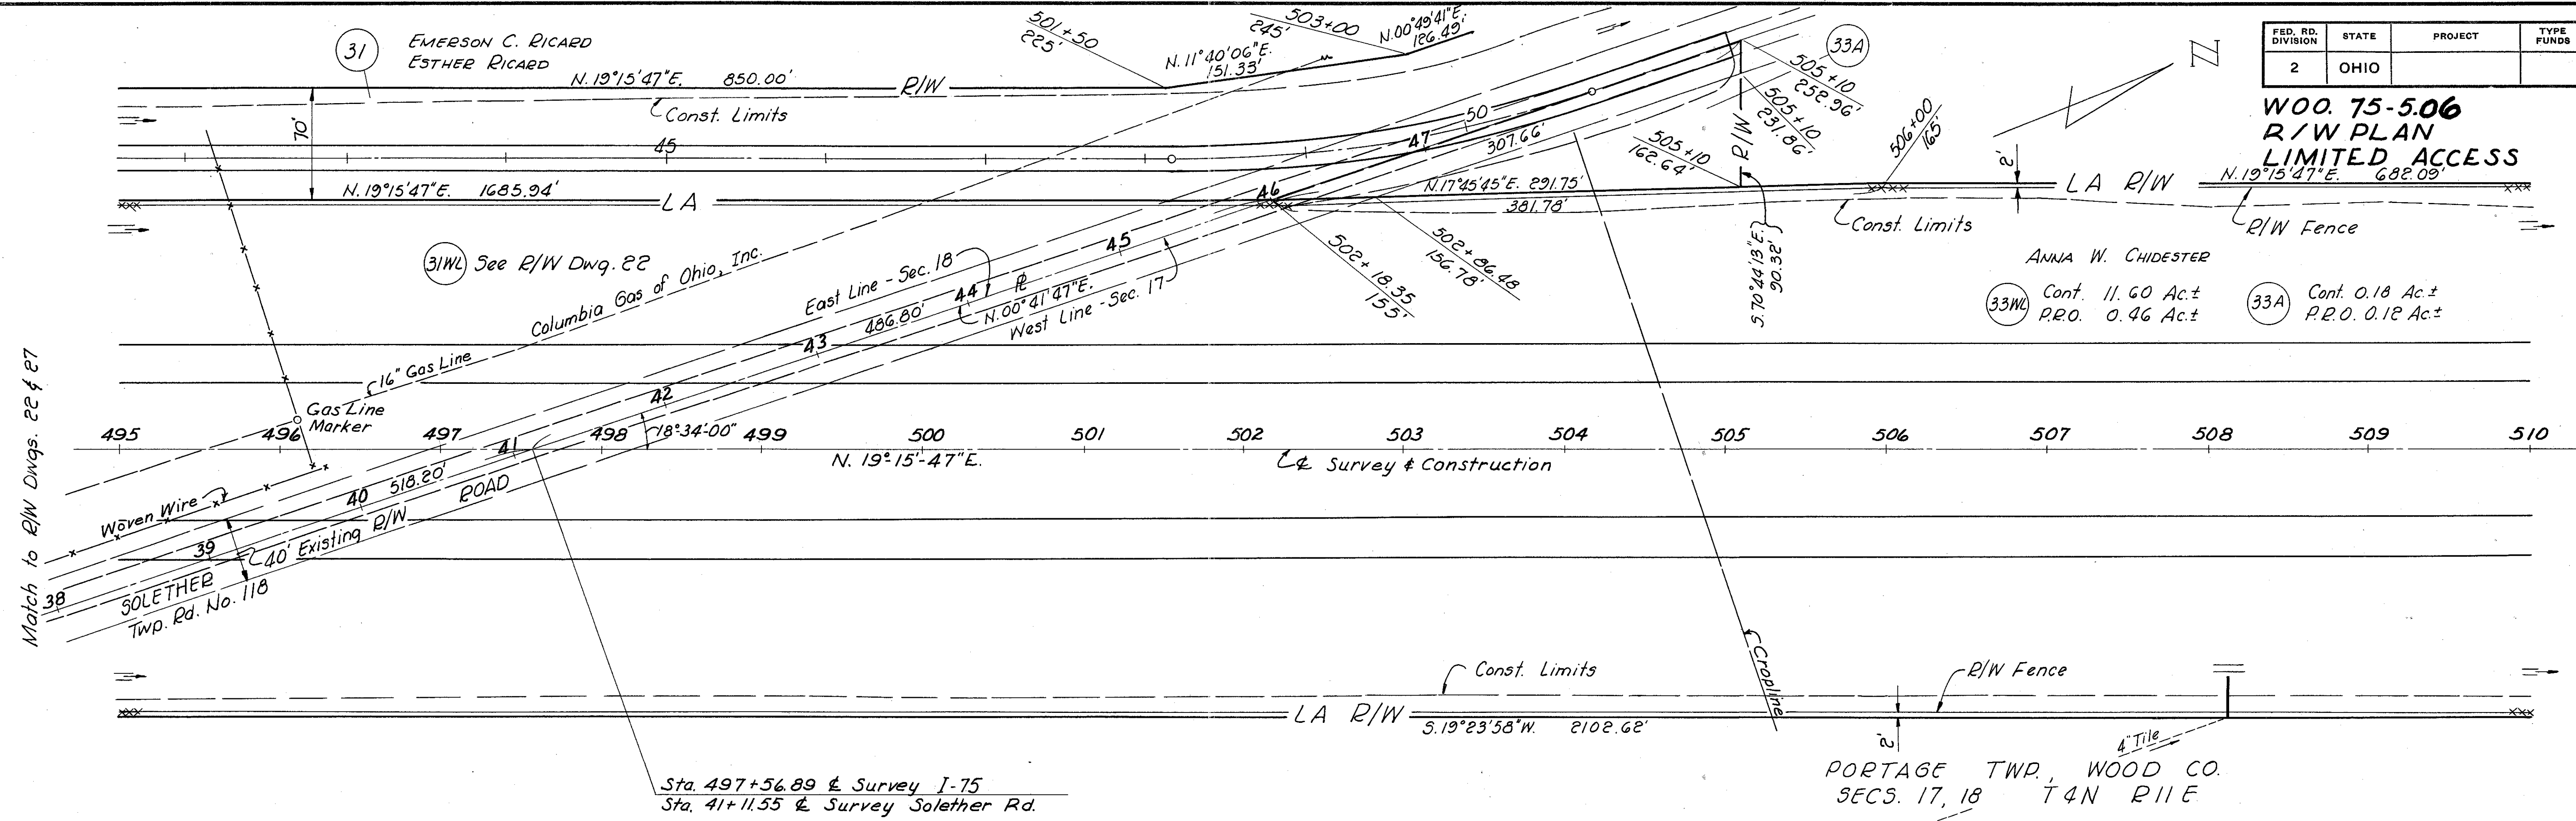 FED. RD. DIVISION
STATE
PROJECT
TYPE FUNDS
2
OHIO
WOO. 75-5.06
R/W PLAN
LIMITED ACCESS
31
EMERSON C. RICARD
ESTHER RICARD
N. 19°15'47"E. 850.00'
R/W
Const. Limits
70'
501+50
225'
N. 11°40'06"E.
151.33'
503+00
245'
N.00°49'41"E.
126.49'
33A
505+10
252.96'
505+10
231.86'
505+10
162.64'
R/W
506+00
165'
N
45
50
47
307.66'
N. 19°15'47"E. 1685.94'
LA
46
N.17°45'45"E. 291.75'
381.78'
2'
LA R/W
N.19°15'47"E. 682.09'
Const. Limits
R/W Fence
S.70°44'13"E.
90.32'
502+18.35
155'
502+86.48
156.78'
31WL See R/W Dwg. 22
Columbia Gas of Ohio, Inc.
16" Gas Line
Gas Line
Marker
East Line - Sec. 18
45
44
PL
N.00°41'47"E.
West Line - Sec. 17
486.80'
43
42
18°-34'-00"
ANNA W. CHIDESTER
33WL Cont. 11.60 Ac.±
P.R.O. 0.46 Ac.±
33A Cont. 0.18 Ac.±
P.R.O. 0.12 Ac.±
Match to R/W Dwgs. 22 & 27
495 496 497 498 499 500 501 502 503 504 505 506 507 508 509 510
N. 19°-15'-47"E.
℄ Survey & Construction
41
518.20'
40
39
38
Woven Wire
40' Existing R/W
SOLETHER ROAD
Twp. Rd. No. 118
Cropline
Const. Limits
R/W Fence
LA R/W
S.19°23'58"W. 2102.62'
2'
4" Tile
Sta. 497+56.89 ℄ Survey I-75
Sta. 41+11.55 ℄ Survey Solether Rd.
PORTAGE TWP., WOOD CO.
SECS. 17, 18 T4N R11E